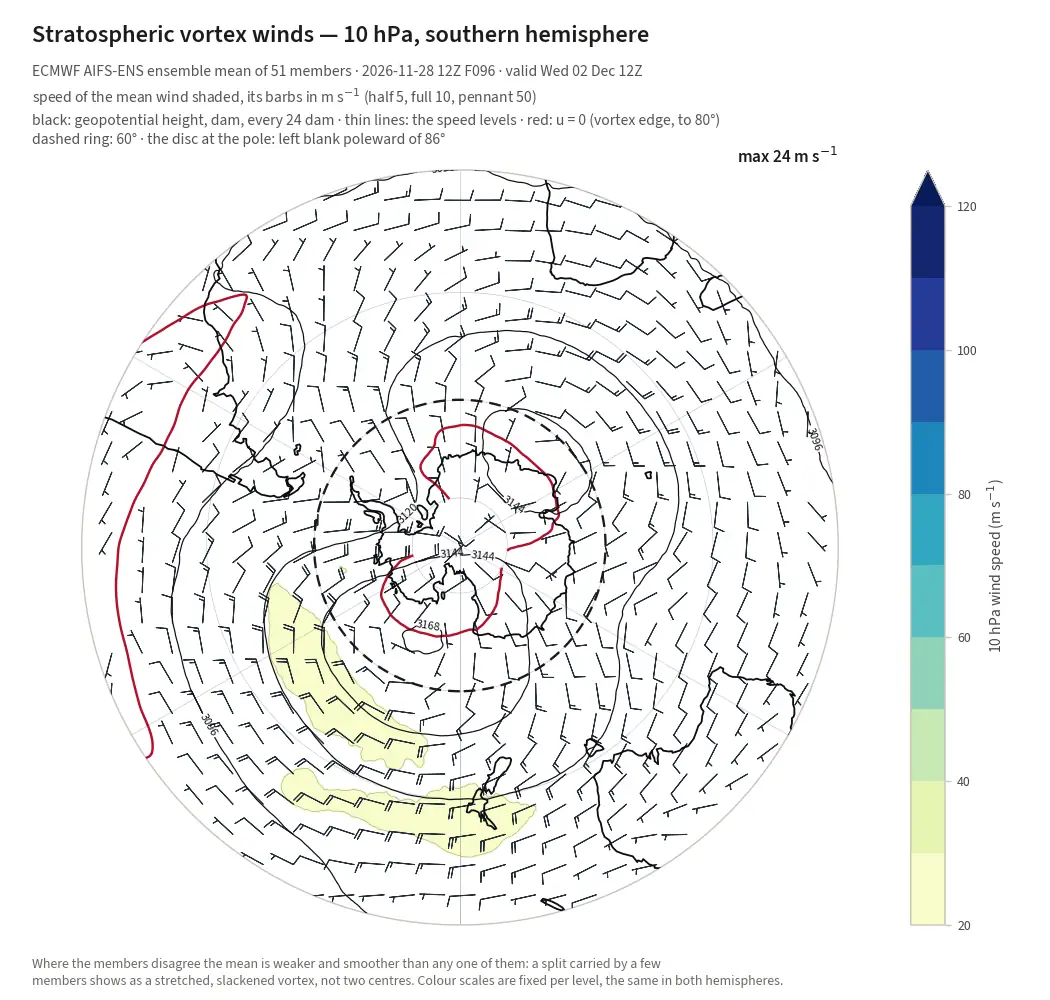 Stratospheric vortex winds — 10 hPa, southern hemisphere
ECMWF AIFS-ENS ensemble mean of 51 members · 2026-11-28 12Z F096 · valid Wed 02 Dec 12Z
speed of the mean wind shaded, its barbs in m s⁻¹ (half 5, full 10, pennant 50)
black: geopotential height, dam, every 24 dam · thin lines: the speed levels · red: u = 0 (vortex edge, to 80°)
dashed ring: 60° · the disc at the pole: left blank poleward of 86°
max 24 m s⁻¹
120
100
80
60
40
20
10 hPa wind speed (m s⁻¹)
3096
3144
3120
3144
3144
3168
3096
Where the members disagree the mean is weaker and smoother than any one of them: a split carried by a few
members shows as a stretched, slackened vortex, not two centres. Colour scales are fixed per level, the same in both hemispheres.